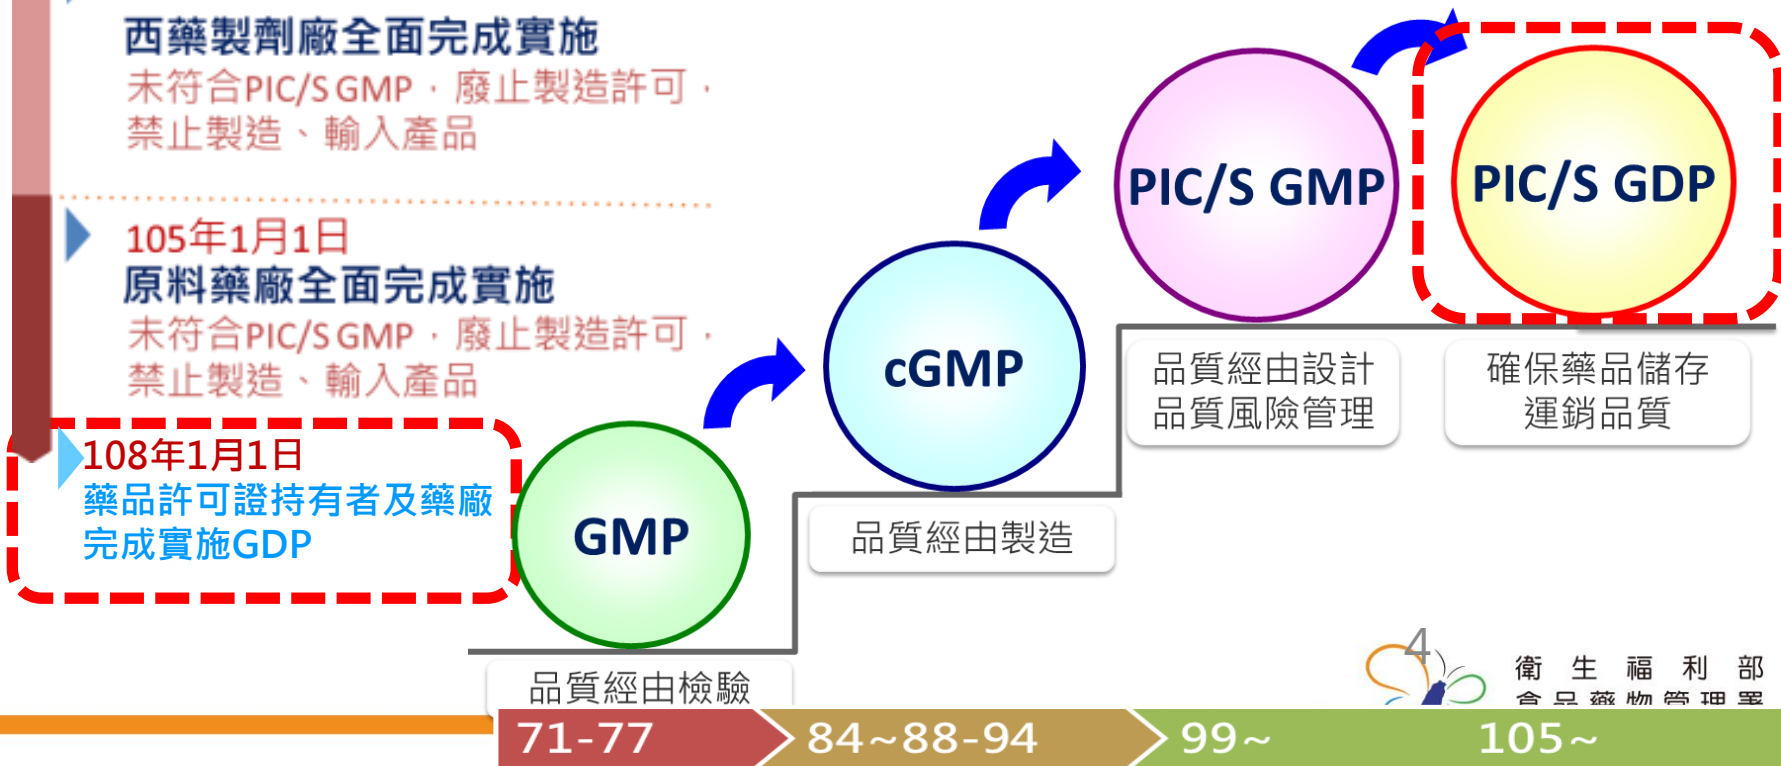 西藥製劑廠全面完成實施
未符合PIC/S GMP，廢止製造許可，
禁止製造、輸入產品
105年1月1日
原料藥廠全面完成實施
未符合PIC/S GMP，廢止製造許可，
禁止製造、輸入產品
108年1月1日
藥品許可證持有者及藥廠
完成實施GDP
GMP
品質經由檢驗
cGMP
品質經由製造
PIC/S GMP
品質經由設計
品質風險管理
PIC/S GDP
確保藥品儲存
運銷品質
4
衛生福利部
食品藥物管理署
71-77
84~88-94
99~
105~